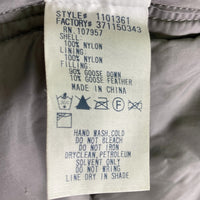 STYLE# 1101361
FACTORY# 371150343
RN 107957
SHELL:
100% NYLON
LINING:
100% NYLON
FILLING:
90% GOOSE DOWN
10% GOOSE FEATHER
MADE IN CHINA
HAND WASH,COLD
DO NOT BLEACH
DO NOT IRON
DRYCLEAN,PETROLEUM
SOLVENT ONLY
DO NOT WRING
LINE DRY IN SHADE